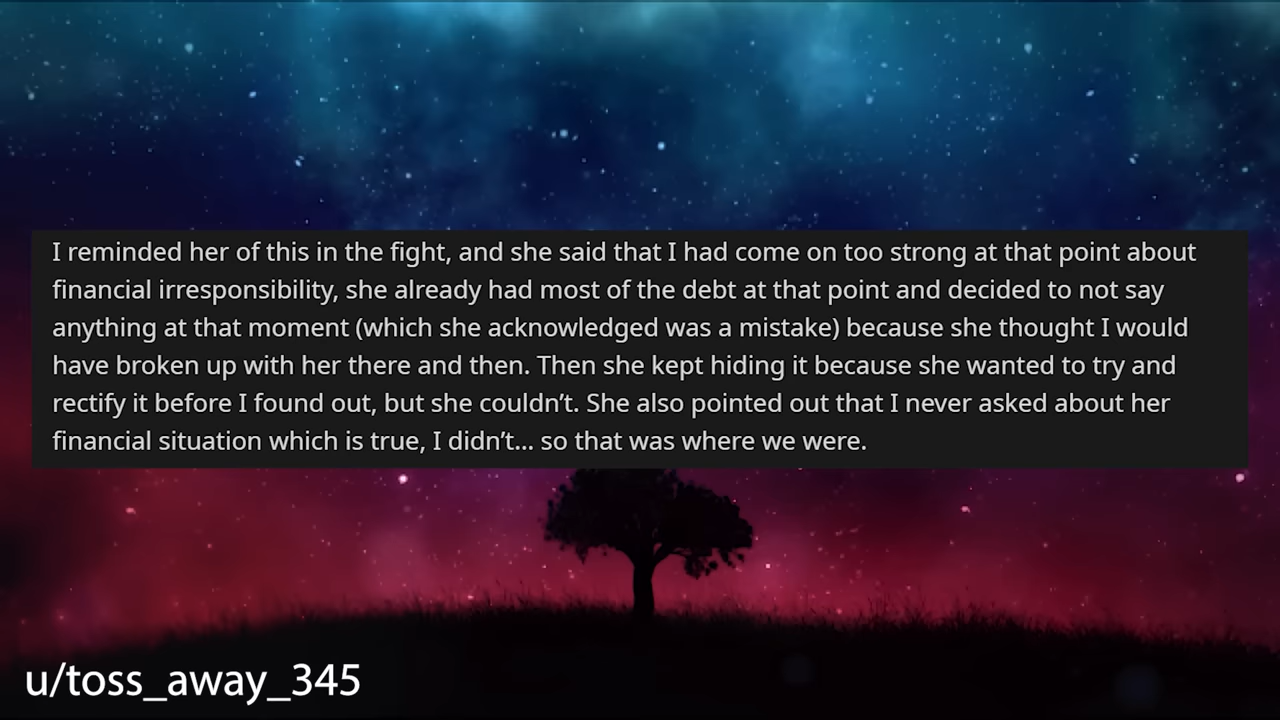 I reminded her of this in the fight, and she said that I had come on too strong at that point about
financial irresponsibility, she already had most of the debt at that point and decided to not say
anything at that moment (which she acknowledged was a mistake) because she thought I would
have broken up with her there and then. Then she kept hiding it because she wanted to try and
rectify it before I found out, but she couldn’t. She also pointed out that I never asked about her
financial situation which is true, I didn’t... so that was where we were.
u/toss_away_345